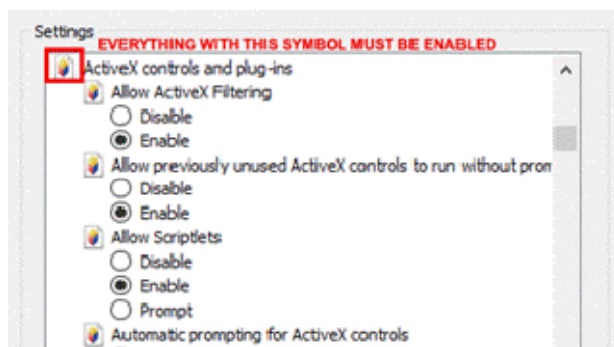 Settings
EVERYTHING WITH THIS SYMBOL MUST BE ENABLED
ActiveX controls and plug-ins
Allow ActiveX Filtering
Disable
Enable
Allow previously unused ActiveX controls to run without pron
Disable
Enable
Allow Scriptlets
Disable
Enable
Prompt
Automatic prompting for ActiveX controls